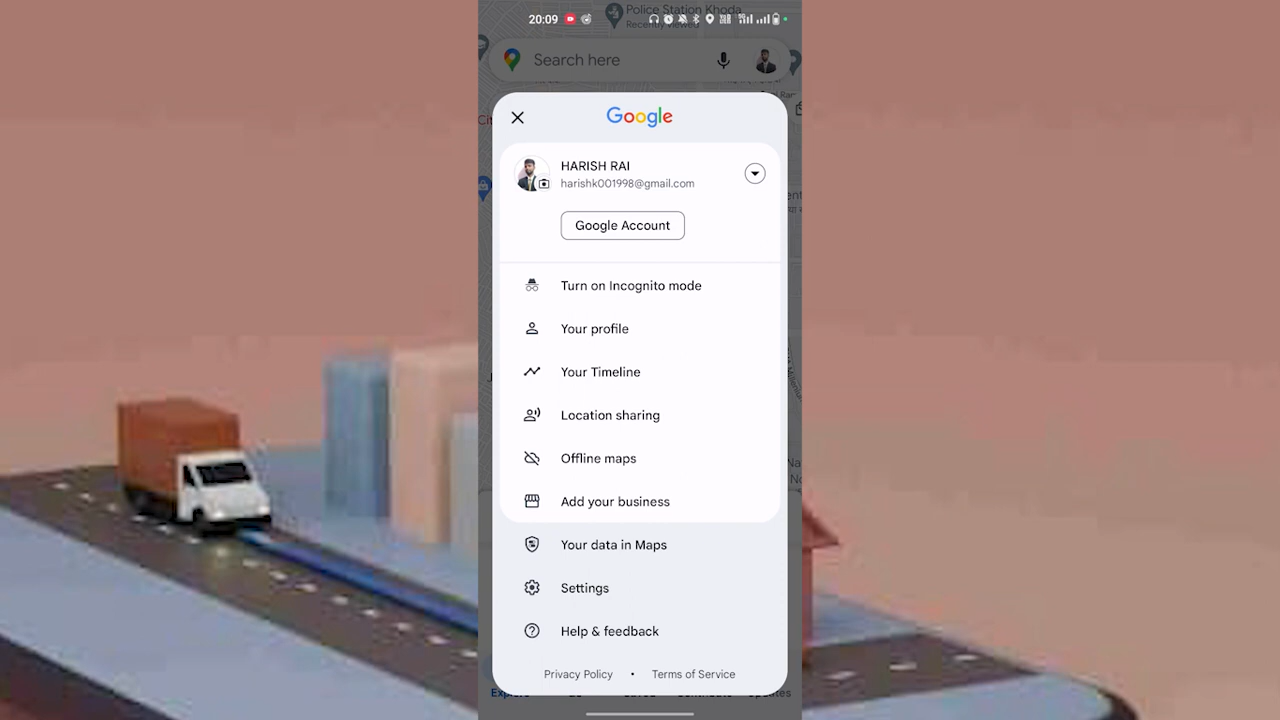 20:09
Police Station Khoda
Recently viewed
Search here
Google
HARISH RAI
harishk001998@gmail.com
Google Account
Turn on Incognito mode
Your profile
Your Timeline
Location sharing
Offline maps
Add your business
Your data in Maps
Settings
Help & feedback
Privacy Policy • Terms of Service